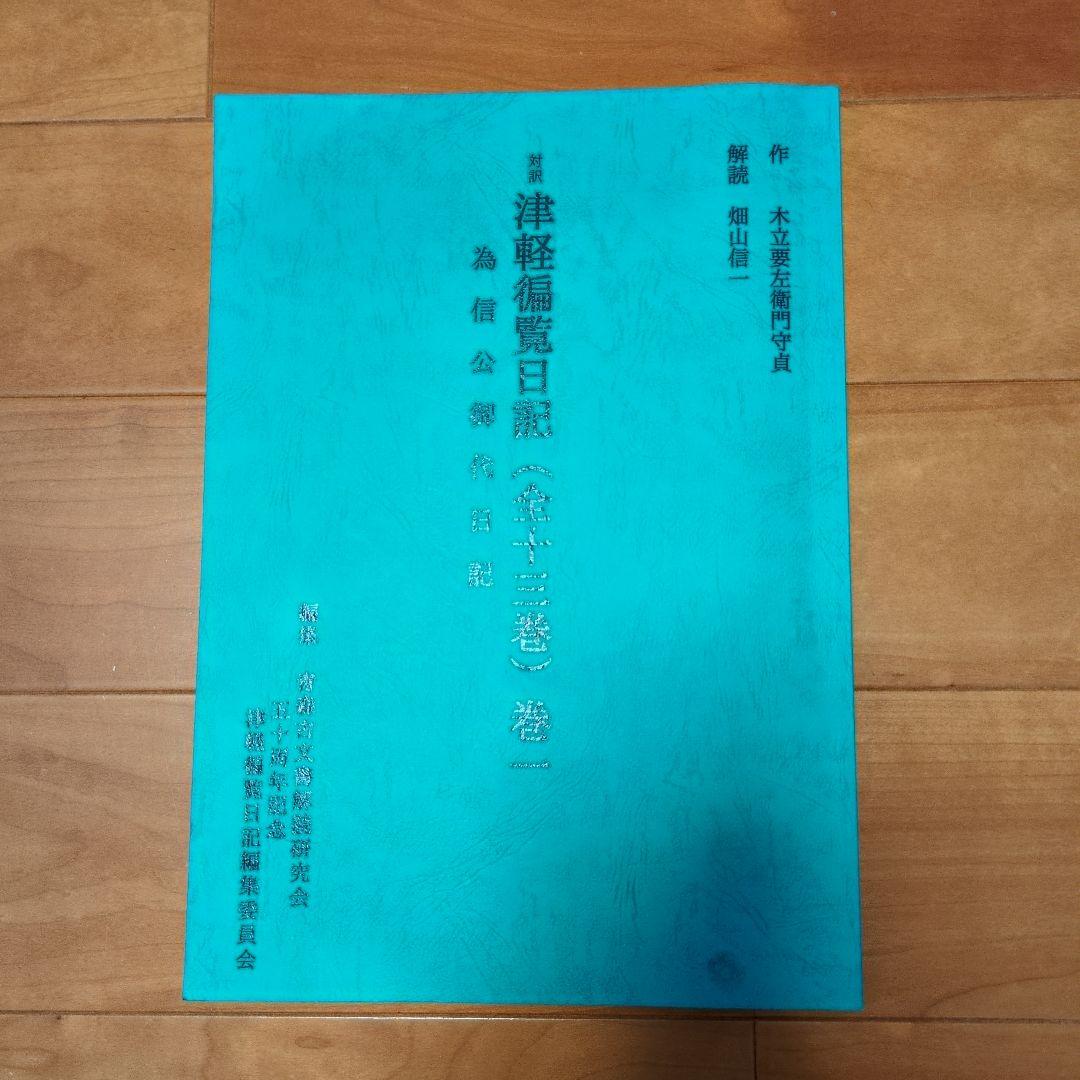 作　木立要左衛門守貞
解読　畑山信一
対訳 津軽徧覧日記（全十三巻）巻一
為信公御代日記
編集　青森古文書解読研究会
五十周年記念
津軽徧覧日記編集委員会